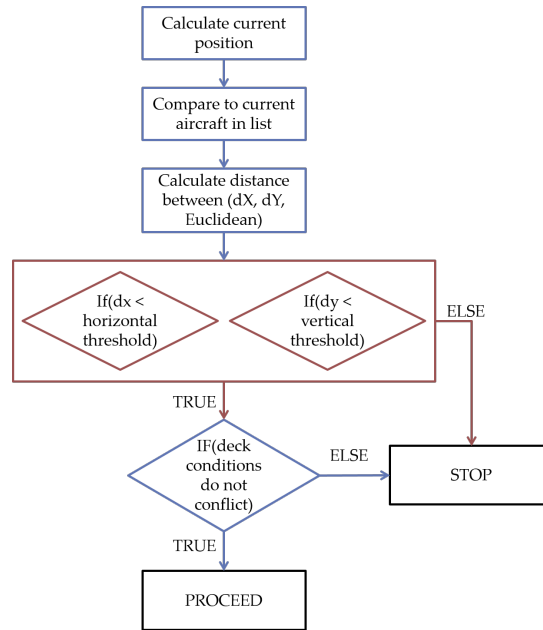 Calculate current
position
Compare to current
aircraft in list
Calculate distance
between (dX, dY,
Euclidean)
If(dx <
horizontal
threshold)
If(dy <
vertical
threshold)
ELSE
TRUE
IF(deck
conditions
do not
conflict)
ELSE
STOP
TRUE
PROCEED